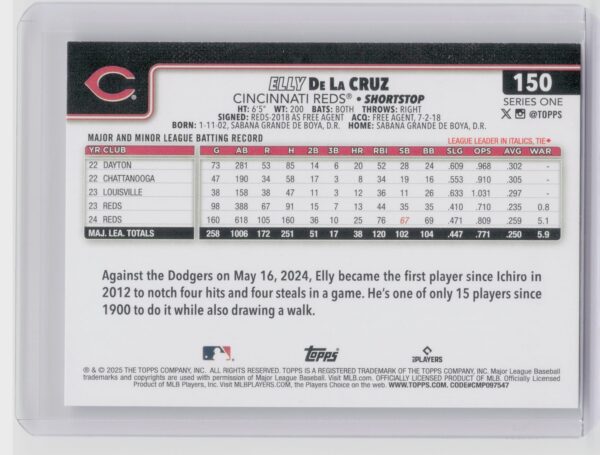 C
150
SERIES ONE
X @TOPPS
ELLY DE LA CRUZ
CINCINNATI REDS® • SHORTSTOP
HT: 6'5" WT: 200 BATS: BOTH THROWS: RIGHT
SIGNED: REDS-2018 AS FREE AGENT ACQ: FREE AGENT, 7-2-18
BORN: 1-11-02, SABANA GRANDE DE BOYA, D.R. HOME: SABANA GRANDE DE BOYA, D.R.
MAJOR AND MINOR LEAGUE BATTING RECORD LEAGUE LEADER IN ITALICS, TIE♦
YR CLUB G AB R H 2B 3B HR RBI SB BB SLG OPS AVG WAR
22 DAYTON 73 281 53 85 14 6 20 52 28 24 .609 .968 .302 -
22 CHATTANOOGA 47 190 34 58 17 3 8 34 19 16 .553 .910 .305 -
23 LOUISVILLE 38 158 38 47 11 3 12 36 11 26 .633 1.031 .297 -
23 REDS 98 388 67 91 15 7 13 44 35 35 .410 .710 .235 0.8
24 REDS 160 618 105 160 36 10 25 76 67 69 .471 .809 .259 5.1
MAJ. LEA. TOTALS 258 1006 172 251 51 17 38 120 102 104 .447 .771 .250 5.9
Against the Dodgers on May 16, 2024, Elly became the first player since Ichiro in
2012 to notch four hits and four steals in a game. He's one of only 15 players since
1900 to do it while also drawing a walk.
topps
PLAYERS
® & © 2025 THE TOPPS COMPANY, INC. ALL RIGHTS RESERVED. TOPPS IS A REGISTERED TRADEMARK OF THE TOPPS COMPANY, INC. Major League Baseball
trademarks and copyrights are used with permission of Major League Baseball. Visit MLB.com. OFFICIALLY LICENSED PRODUCT OF MLB. Officially Licensed
Product of MLB Players, Inc. Visit MLBPLAYERS.COM, the Players Choice on the web. WWW.TOPPS.COM. CODE#CMP097547